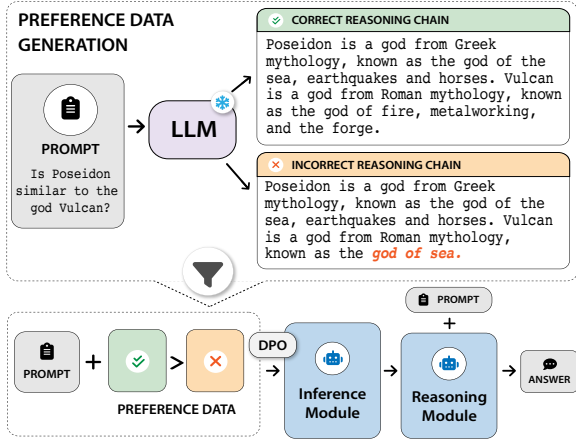 PREFERENCE DATA
GENERATION
PROMPT
Is Poseidon
similar to the
god Vulcan?
LLM
CORRECT REASONING CHAIN
Poseidon is a god from Greek
mythology, known as the god of the
sea, earthquakes and horses. Vulcan
is a god from Roman mythology, known
as the god of fire, metalworking,
and the forge.
INCORRECT REASONING CHAIN
Poseidon is a god from Greek
mythology, known as the god of the
sea, earthquakes and horses. Vulcan
is a god from Roman mythology,
known as the god of sea.
PROMPT
+
>
PREFERENCE DATA
DPO
Inference
Module
PROMPT
+
Reasoning
Module
ANSWER